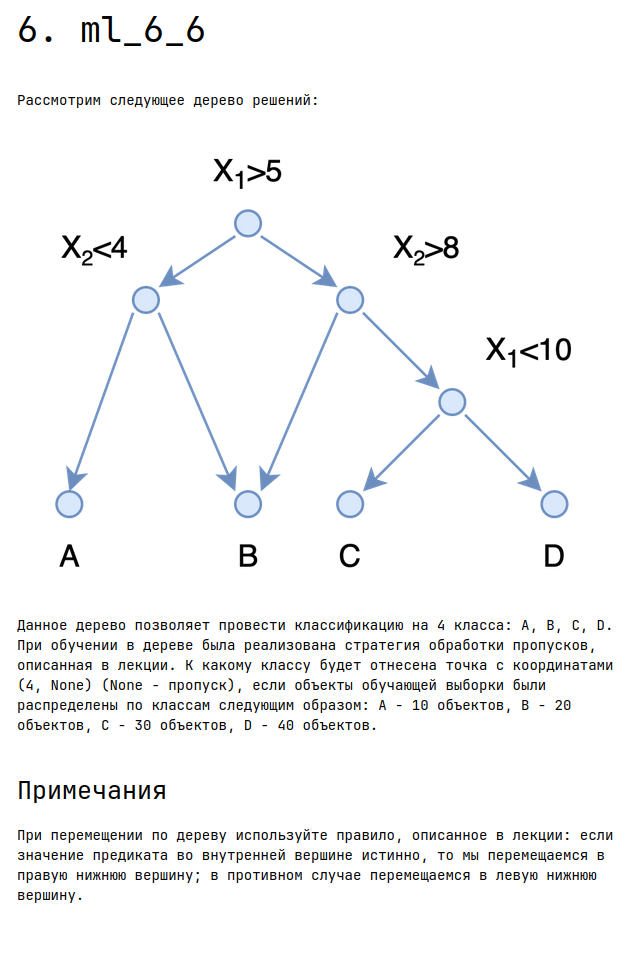 6. ml_6_6
Рассмотрим следующее дерево решений:
X₁>5
X₂<4
X₂>8
X₁<10
A
B
C
D
Данное дерево позволяет провести классификацию на 4 класса: A, B, C, D.
При обучении в дереве была реализована стратегия обработки пропусков,
описанная в лекции. К какому классу будет отнесена точка с координатами
(4, None) (None - пропуск), если объекты обучающей выборки были
распределены по классам следующим образом: A - 10 объектов, B - 20
объектов, C - 30 объектов, D - 40 объектов.
Примечания
При перемещении по дереву используйте правило, описанное в лекции: если
значение предиката во внутренней вершине истинно, то мы перемещаемся в
правую нижнюю вершину; в противном случае перемещаемся в левую нижнюю
вершину.